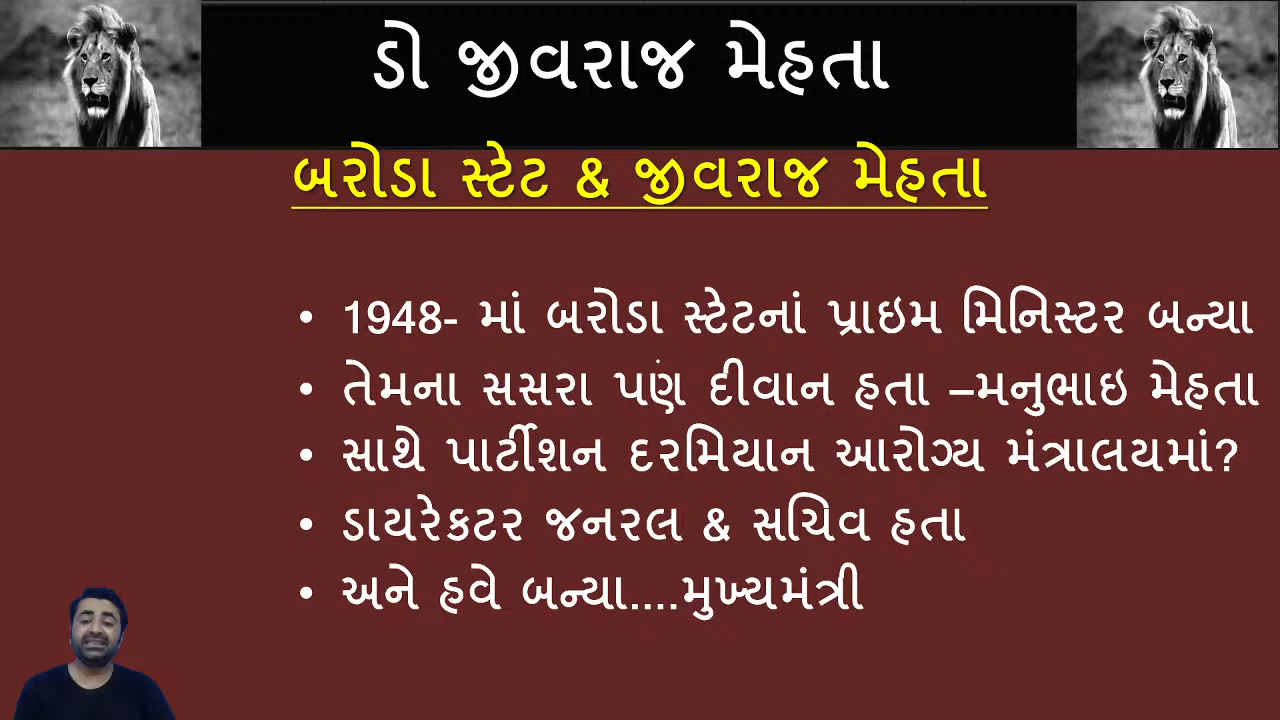 ડો જીવરાજ મેહતા
બરોડા સ્ટેટ & જીવરાજ મેહતા
• 1948- માં બરોડા સ્ટેટનાં પ્રાઇમ મિનિસ્ટર બન્યા
• તેમના સસરા પણં દીવાન હતા –મનુભાઇ મેહતા
• સાથે પાર્ટીશન દરમિયાન આરોગ્ય મંત્રાલયમાં?
• ડાયરેકટર જનરલ & સચિવ હતા
• અને હવે બન્યા....મુખ્યમંત્રી